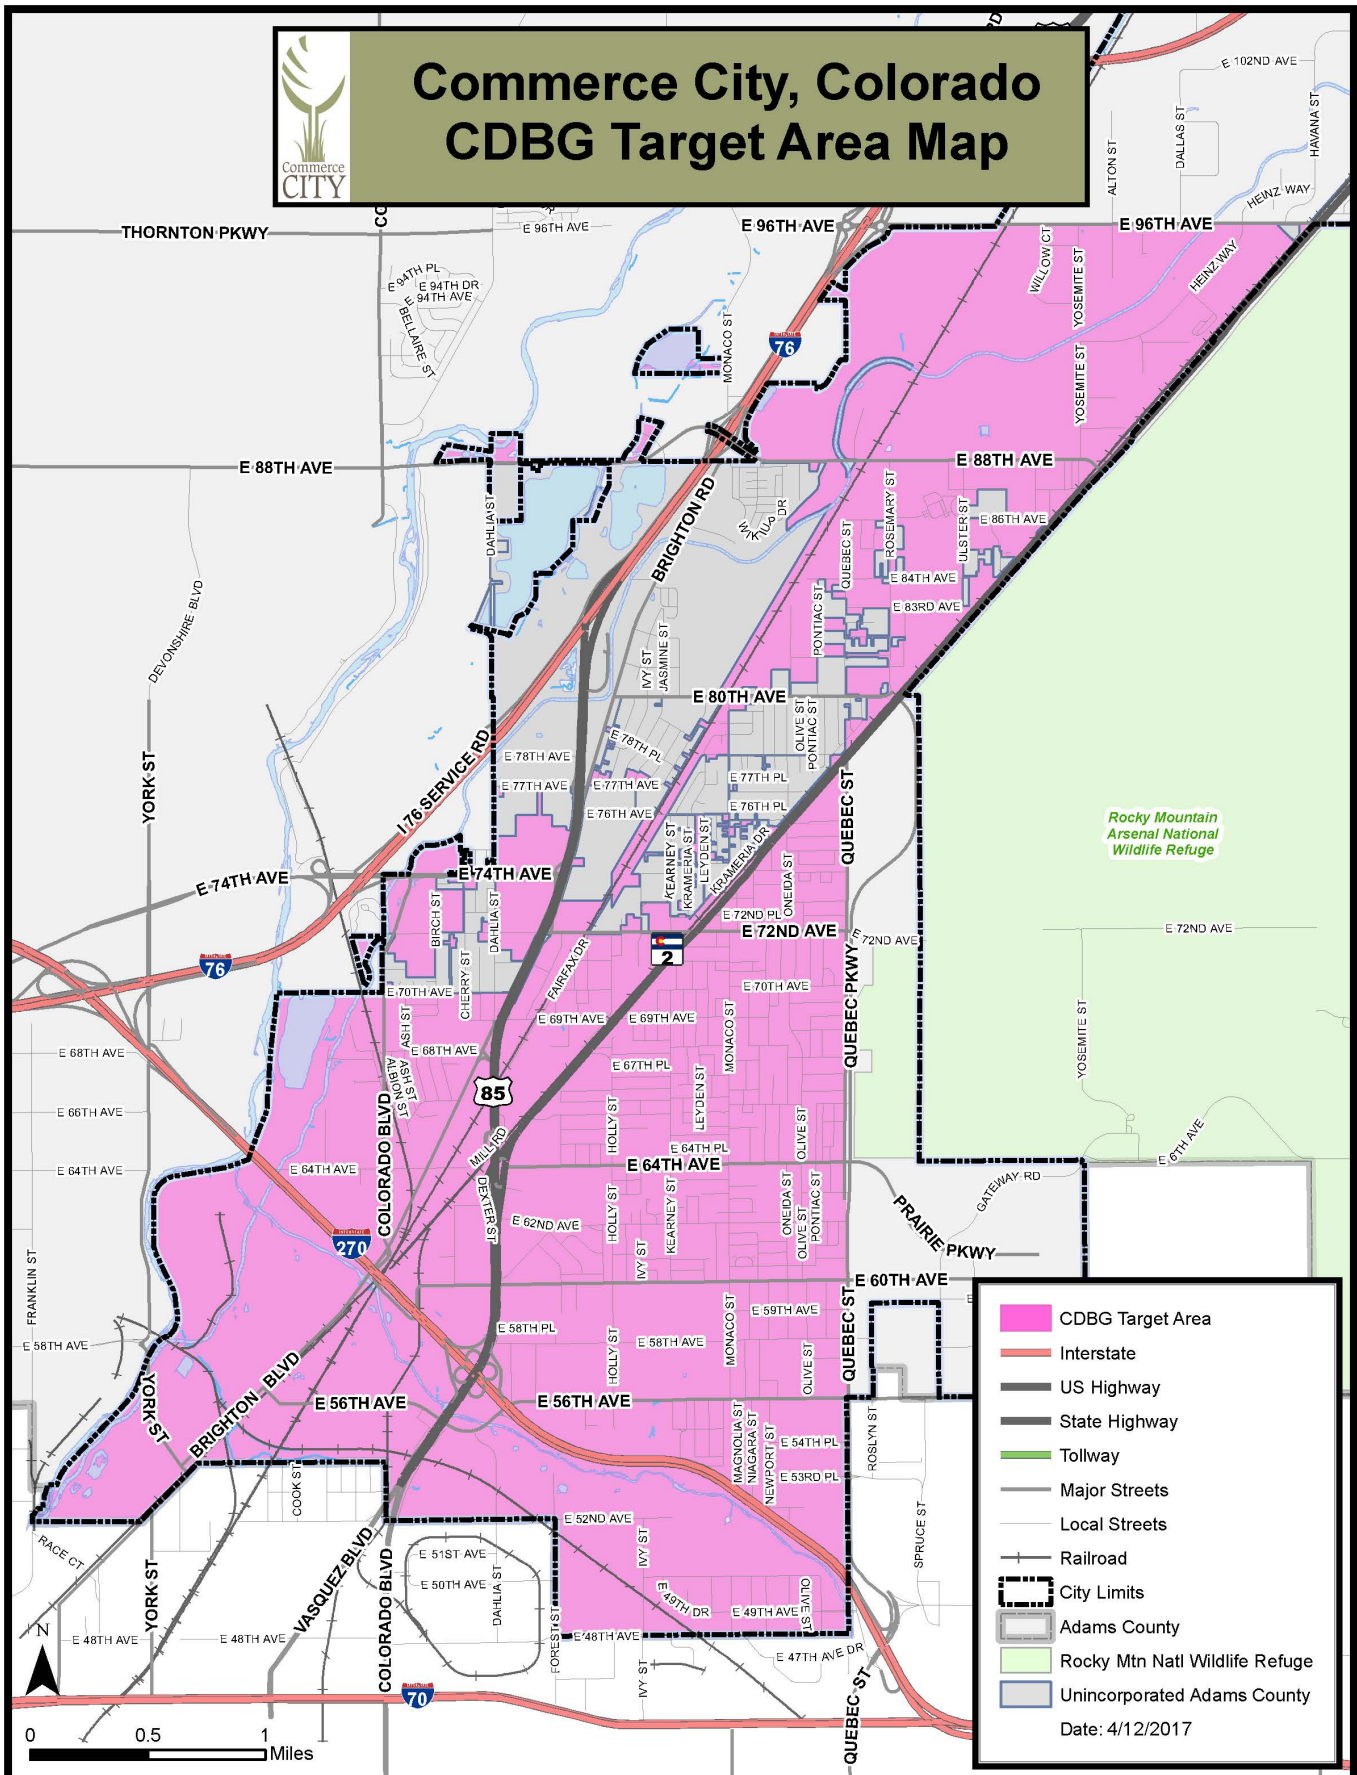 Commerce City, Colorado
CDBG Target Area Map
Commerce
CITY
E 102ND AVE
ALTON ST
DALLAS ST
HAVANA ST
HEINZ WAY
THORNTON PKWY
E 96TH AVE
E 96TH AVE
E 96TH AVE
WILLOW CT
YOSEMITE ST
HEINZ WAY
E 94TH PL
E 94TH DR
E 94TH AVE
BELLAIRE ST
MONACO ST
76
YOSEMITE ST
E 88TH AVE
E 88TH AVE
DAHLIA ST
BRIGHTON RD
WIKIUP DR
QUEBEC ST
ROSEMARY ST
ULSTER ST
E 86TH AVE
E 84TH AVE
E 83RD AVE
PONTIAC ST
DEVONSHIRE BLVD
IVY ST
JASMINE ST
E 80TH AVE
OLIVE ST
PONTIAC ST
YORK ST
I 76 SERVICE RD
E 78TH AVE
E 78TH PL
E 77TH AVE
E 77TH AVE
E 77TH PL
E 76TH AVE
E 76TH PL
QUEBEC ST
KEARNEY ST
KRAMERIA ST
LEYDEN ST
KRAMERIA DR
ONEIDA ST
Rocky Mountain
Arsenal National
Wildlife Refuge
E 74TH AVE
E 74TH AVE
BIRCH ST
DAHLIA ST
CHERRY ST
E 72ND PL
E 72ND AVE
E 72ND AVE
E 72ND AVE
2
76
FAIRFAX DR
E 70TH AVE
E 70TH AVE
QUEBEC PKWY
ASH ST
E 69TH AVE
E 69TH AVE
MONACO ST
YOSEMITE ST
E 68TH AVE
E 68TH AVE
ASH ST
ALBION ST
E 67TH PL
85
LEYDEN ST
E 66TH AVE
HOLLY ST
OLIVE ST
COLORADO BLVD
MILL RD
E 64TH PL
E 64TH AVE
E 64TH AVE
E 64TH AVE
E 6TH AVE
GATEWAY RD
DEXTER ST
HOLLY ST
KEARNEY ST
ONEIDA ST
OLIVE ST
PONTIAC ST
E 62ND AVE
IVY ST
PRAIRIE PKWY
INTERSTATE
270
FRANKLIN ST
E 60TH AVE
E 59TH AVE
MONACO ST
QUEBEC ST
E 58TH PL
E 58TH AVE
E 58TH AVE
HOLLY ST
OLIVE ST
YORK ST
BRIGHTON BLVD
E 56TH AVE
E 56TH AVE
MAGNOLIA ST
NIAGARA ST
NEWPORT ST
E 54TH PL
E 53RD PL
ROSLYN ST
COOK ST
RACE CT
YORK ST
VASQUEZ BLVD
COLORADO BLVD
E 52ND AVE
E 51ST AVE
E 50TH AVE
DAHLIA ST
FOREST ST
IVY ST
E 49TH DR
E 49TH AVE
OLIVE ST
SPRUCE ST
E 48TH AVE
E 48TH AVE
E 48TH AVE
E 47TH AVE DR
IVY ST
QUEBEC ST
70
N
0
0.5
1
Miles
CDBG Target Area
Interstate
US Highway
State Highway
Tollway
Major Streets
Local Streets
Railroad
City Limits
Adams County
Rocky Mtn Natl Wildlife Refuge
Unincorporated Adams County
Date: 4/12/2017